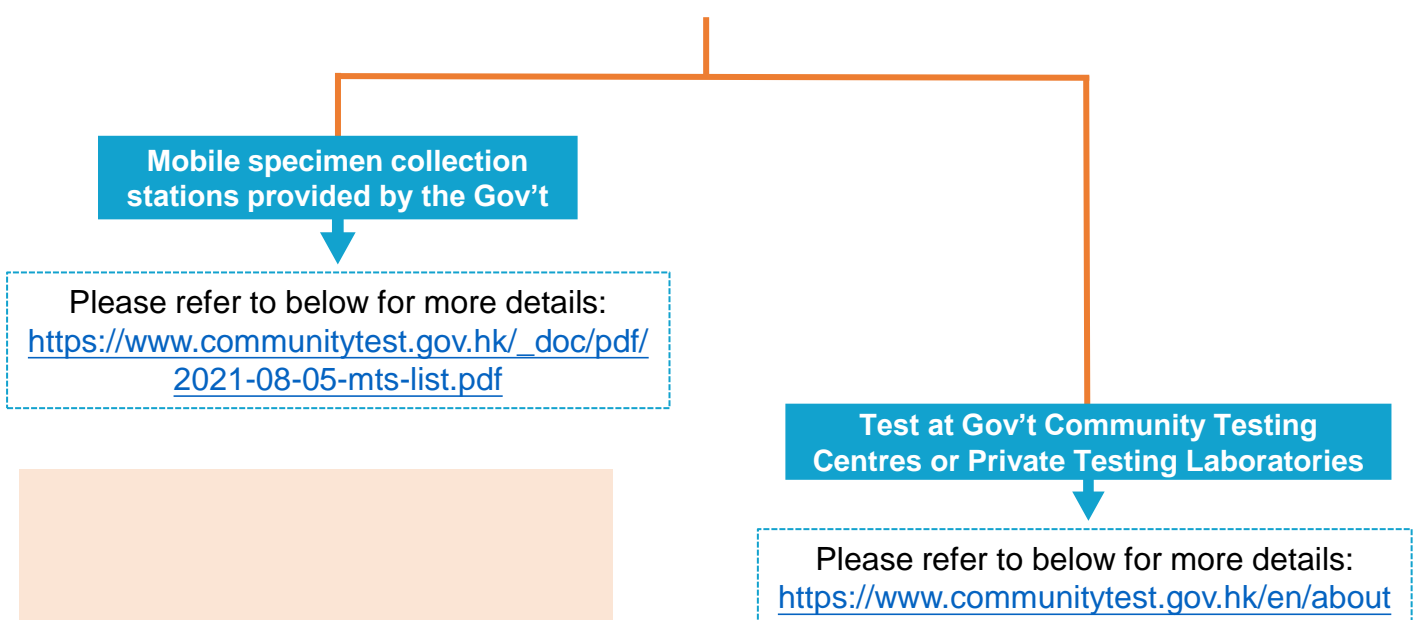 Mobile specimen collection
stations provided by the Gov’t
Please refer to below for more details:
https://www.communitytest.gov.hk/_doc/pdf/
2021-08-05-mts-list.pdf
Test at Gov’t Community Testing
Centres or Private Testing Laboratories
Please refer to below for more details:
https://www.communitytest.gov.hk/en/about